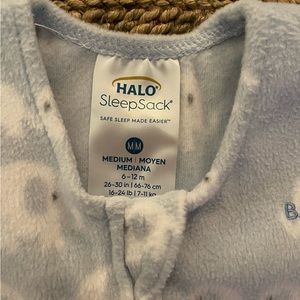 HALO®
SleepSack®
SAFE SLEEP MADE EASIER™
M/M
MEDIUM | MOYEN
MEDIANA
6-12 m
26-30 in | 66-76 cm
16-24 lb | 7-11 kg
B